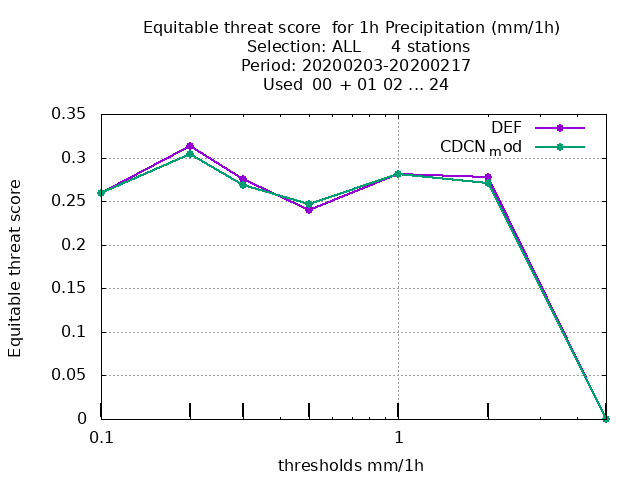 Equitable threat score  for 1h Precipitation (mm/1h)
Selection: ALL      4 stations
Period: 20200203-20200217
Used  00 + 01 02 ... 24
DEF
CDCNmod
0.35
0.3
0.25
0.2
0.15
0.1
0.05
0
Equitable threat score
0.1
1
thresholds mm/1h